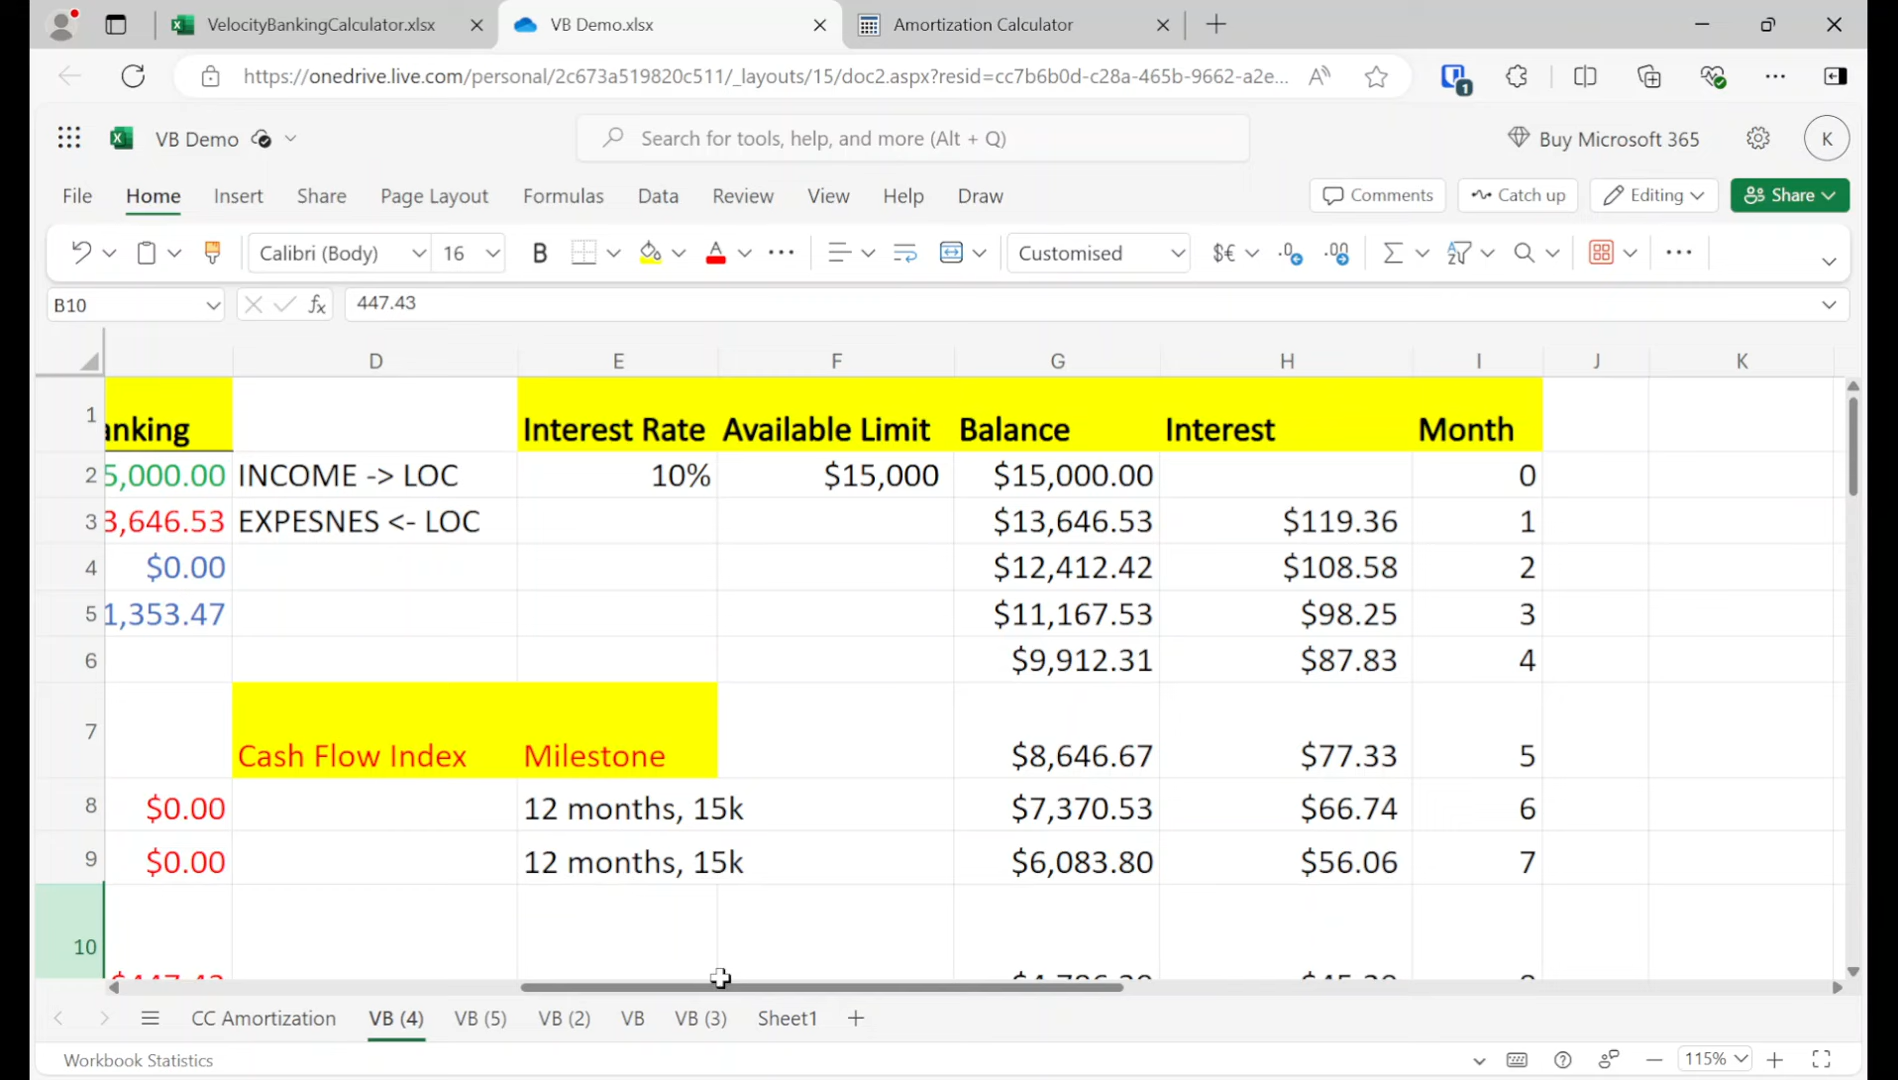 VelocityBankingCalculator.xlsx VB Demo.xlsx Amortization Calculator
https://onedrive.live.com/personal/2c673a519820c511/_layouts/15/doc2.aspx?resid=cc7b6b0d-c28a-465b-9662-a2e... A 1
VB Demo Search for tools, help, and more (Alt + Q) Buy Microsoft 365 K
File Home Insert Share Page Layout Formulas Data Review View Help Draw Comments Catch up Editing Share
Calibri (Body) 16 B A Customised $€ .0 .00 Σ
B10 fx 447.43
D E F G H I J K
1 anking Interest Rate Available Limit Balance Interest Month
2 5,000.00 INCOME -> LOC 10% $15,000 $15,000.00 0
3 3,646.53 EXPESNES <- LOC $13,646.53 $119.36 1
4 $0.00 $12,412.42 $108.58 2
5 1,353.47 $11,167.53 $98.25 3
6 $9,912.31 $87.83 4
7 Cash Flow Index Milestone $8,646.67 $77.33 5
8 $0.00 12 months, 15k $7,370.53 $66.74 6
9 $0.00 12 months, 15k $6,083.80 $56.06 7
10
CC Amortization VB (4) VB (5) VB (2) VB VB (3) Sheet1
Workbook Statistics 115%